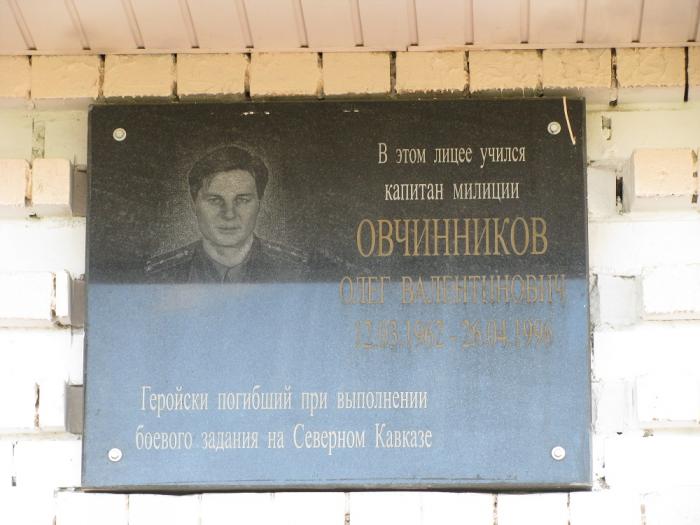 В этом лицее учился
капитан милиции
ОВЧИННИКОВ
ОЛЕГ ВАЛЕНТИНОВИЧ
12.03.1962 - 26.04.1996
Геройски погибший при выполнении
боевого задания на Северном Кавказе